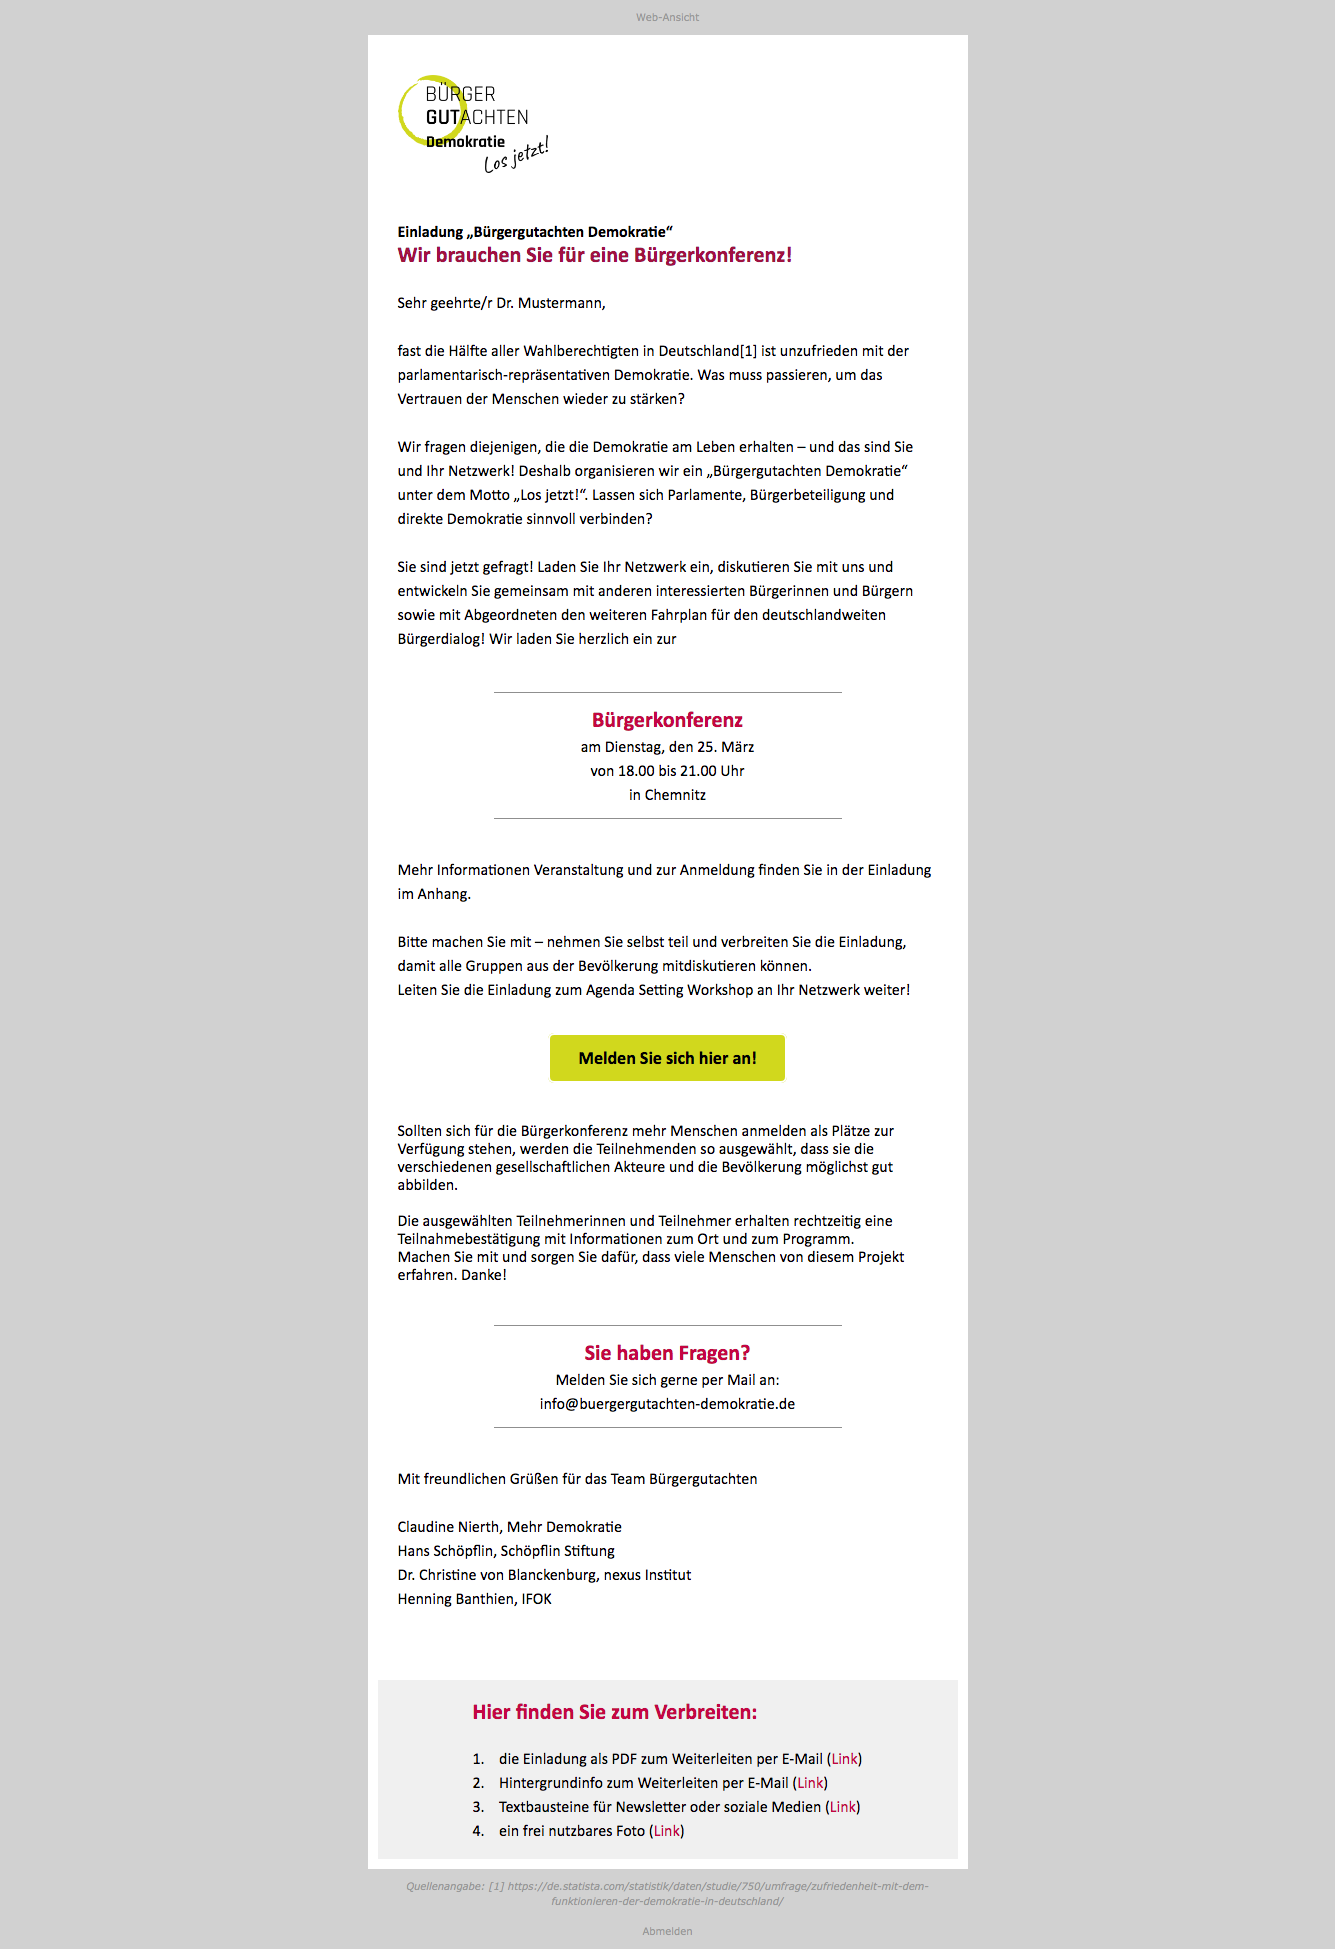 Web-Ansicht
BÜRGER
GUTACHTEN
Demokratie
Los jetzt!
Einladung „Bürgergutachten Demokratie“
Wir brauchen Sie für eine Bürgerkonferenz!
Sehr geehrte/r Dr. Mustermann,
fast die Hälfte aller Wahlberechtigten in Deutschland[1] ist unzufrieden mit der
parlamentarisch-repräsentativen Demokratie. Was muss passieren, um das
Vertrauen der Menschen wieder zu stärken?
Wir fragen diejenigen, die die Demokratie am Leben erhalten – und das sind Sie
und Ihr Netzwerk! Deshalb organisieren wir ein „Bürgergutachten Demokratie“
unter dem Motto „Los jetzt!“. Lassen sich Parlamente, Bürgerbeteiligung und
direkte Demokratie sinnvoll verbinden?
Sie sind jetzt gefragt! Laden Sie Ihr Netzwerk ein, diskutieren Sie mit uns und
entwickeln Sie gemeinsam mit anderen interessierten Bürgerinnen und Bürgern
sowie mit Abgeordneten den weiteren Fahrplan für den deutschlandweiten
Bürgerdialog! Wir laden Sie herzlich ein zur
Bürgerkonferenz
am Dienstag, den 25. März
von 18.00 bis 21.00 Uhr
in Chemnitz
Mehr Informationen Veranstaltung und zur Anmeldung finden Sie in der Einladung
im Anhang.
Bitte machen Sie mit – nehmen Sie selbst teil und verbreiten Sie die Einladung,
damit alle Gruppen aus der Bevölkerung mitdiskutieren können.
Leiten Sie die Einladung zum Agenda Setting Workshop an Ihr Netzwerk weiter!
Melden Sie sich hier an!
Sollten sich für die Bürgerkonferenz mehr Menschen anmelden als Plätze zur
Verfügung stehen, werden die Teilnehmenden so ausgewählt, dass sie die
verschiedenen gesellschaftlichen Akteure und die Bevölkerung möglichst gut
abbilden.
Die ausgewählten Teilnehmerinnen und Teilnehmer erhalten rechtzeitig eine
Teilnahmebestätigung mit Informationen zum Ort und zum Programm.
Machen Sie mit und sorgen Sie dafür, dass viele Menschen von diesem Projekt
erfahren. Danke!
Sie haben Fragen?
Melden Sie sich gerne per Mail an:
info@buergergutachten-demokratie.de
Mit freundlichen Grüßen für das Team Bürgergutachten
Claudine Nierth, Mehr Demokratie
Hans Schöpflin, Schöpflin Stiftung
Dr. Christine von Blanckenburg, nexus Institut
Henning Banthien, IFOK
Hier finden Sie zum Verbreiten:
1. die Einladung als PDF zum Weiterleiten per E-Mail (Link)
2. Hintergrundinfo zum Weiterleiten per E-Mail (Link)
3. Textbausteine für Newsletter oder soziale Medien (Link)
4. ein frei nutzbares Foto (Link)
Quellenangabe: [1] https://de.statista.com/statistik/daten/studie/750/umfrage/zufriedenheit-mit-dem-
funktionieren-der-demokratie-in-deutschland/
Abmelden